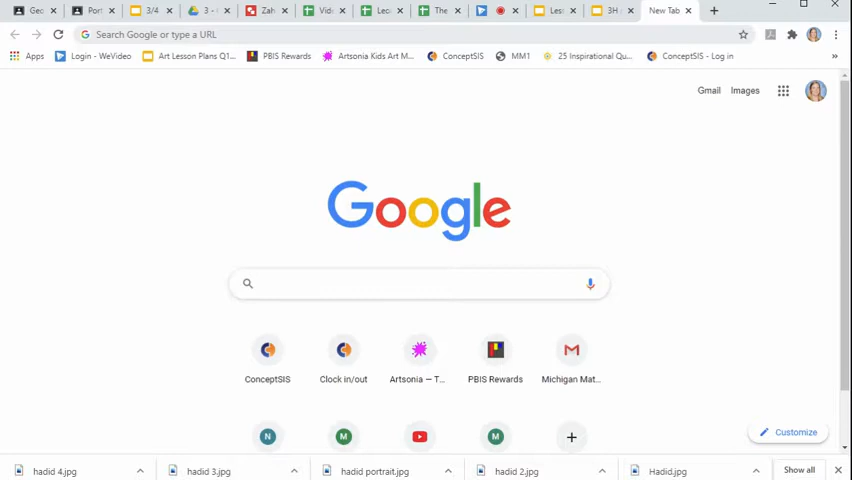 Geo
Port
3/4
3 -
Zah
Vide
Les
The
Less
3H
New Tab
Search Google or type a URL
Apps
Login - WeVideo
Art Lesson Plans Q1...
PBIS Rewards
Artsonia Kids Art M...
ConceptSIS
MM1
25 Inspirational Qu...
ConceptSIS - Log in
»
Gmail
Images
Google
ConceptSIS
Clock in/out
Artsonia — T...
PBIS Rewards
Michigan Mat...
N
M
M
Customize
hadid 4.jpg
hadid 3.jpg
hadid portrait.jpg
hadid 2.jpg
Hadid.jpg
Show all